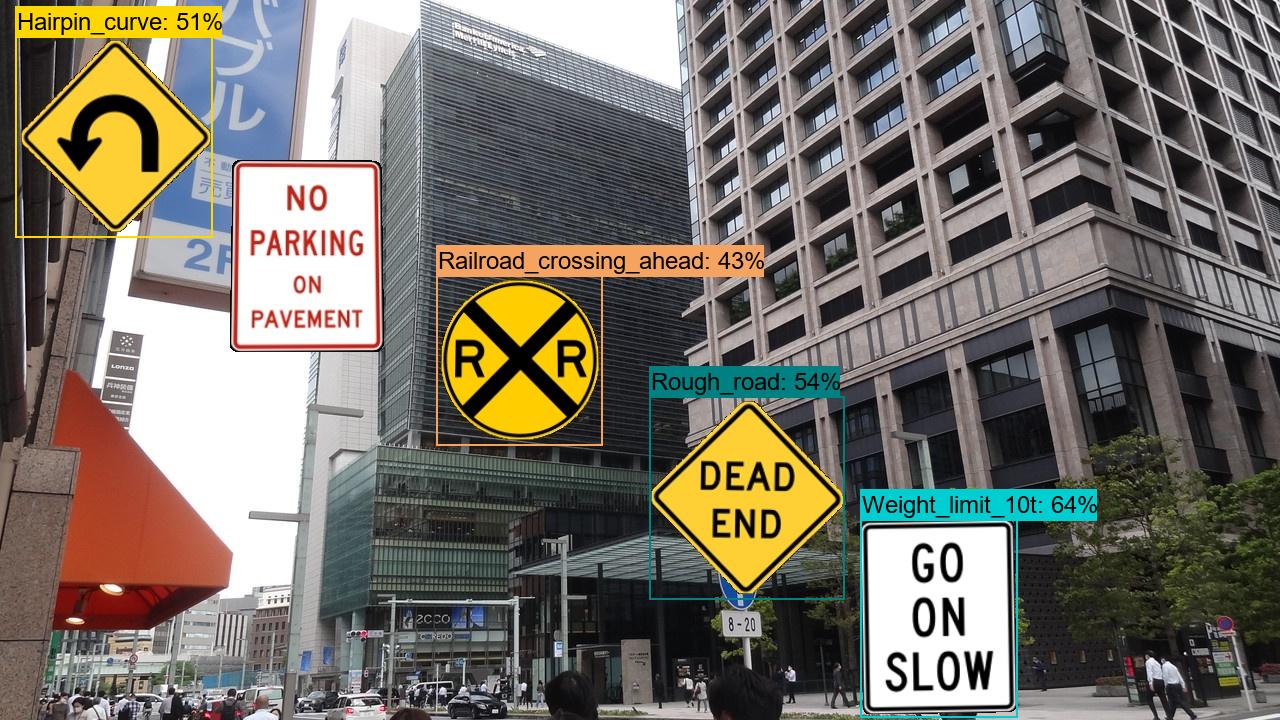 Hairpin_curve: 51%
バブル
2F
NO
PARKING
ON
PAVEMENT
Bank of America
Merrill Lynch
Railroad_crossing_ahead: 43%
R R
Rough_road: 54%
DEAD
END
8-20
Weight_limit_10t: 64%
GO
ON
SLOW
LONZA